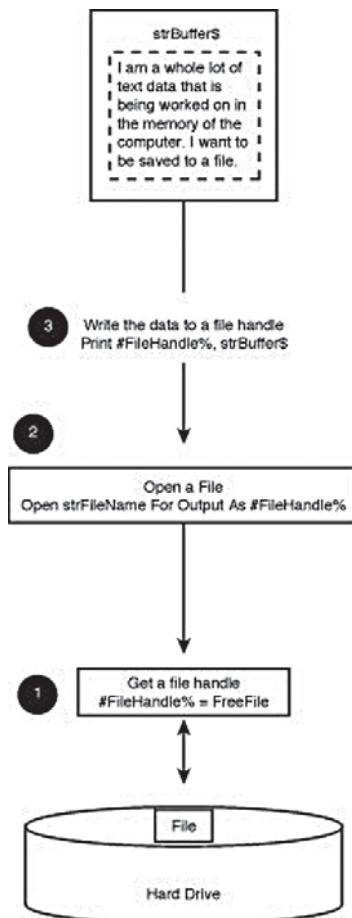 strBuffer$
I am a whole lot of
text data that is
being worked on in
the memory of the
computer. I want to
be saved to a file.
3
Write the data to a file handle
Print #FileHandle%, strBuffer$
2
Open a File
Open strFileName For Output As #FileHandle%
1
Get a file handle
#FileHandle% = FreeFile
File
Hard Drive